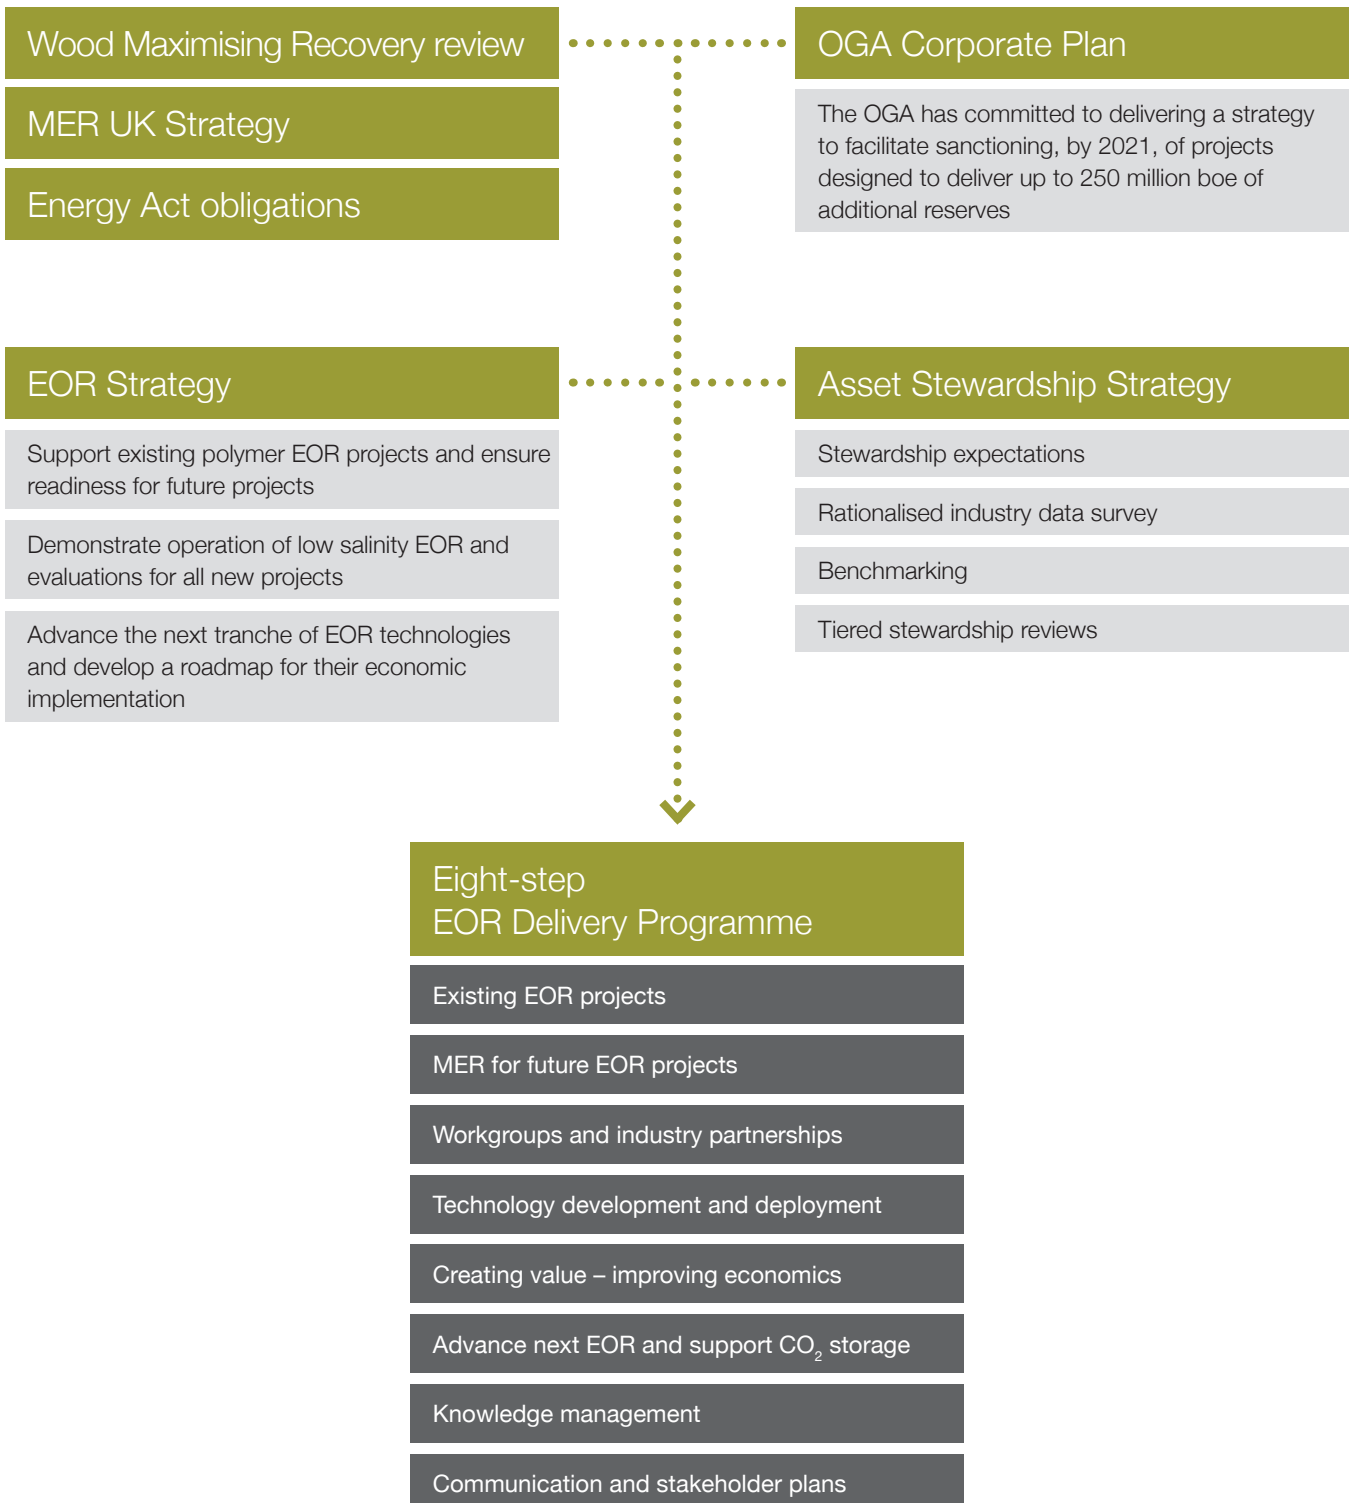 Wood Maximising Recovery review
MER UK Strategy
Energy Act obligations
OGA Corporate Plan
The OGA has committed to delivering a strategy
to facilitate sanctioning, by 2021, of projects
designed to deliver up to 250 million boe of
additional reserves
EOR Strategy
Support existing polymer EOR projects and ensure
readiness for future projects
Demonstrate operation of low salinity EOR and
evaluations for all new projects
Advance the next tranche of EOR technologies
and develop a roadmap for their economic
implementation
Asset Stewardship Strategy
Stewardship expectations
Rationalised industry data survey
Benchmarking
Tiered stewardship reviews
Eight-step
EOR Delivery Programme
Existing EOR projects
MER for future EOR projects
Workgroups and industry partnerships
Technology development and deployment
Creating value – improving economics
Advance next EOR and support CO₂ storage
Knowledge management
Communication and stakeholder plans